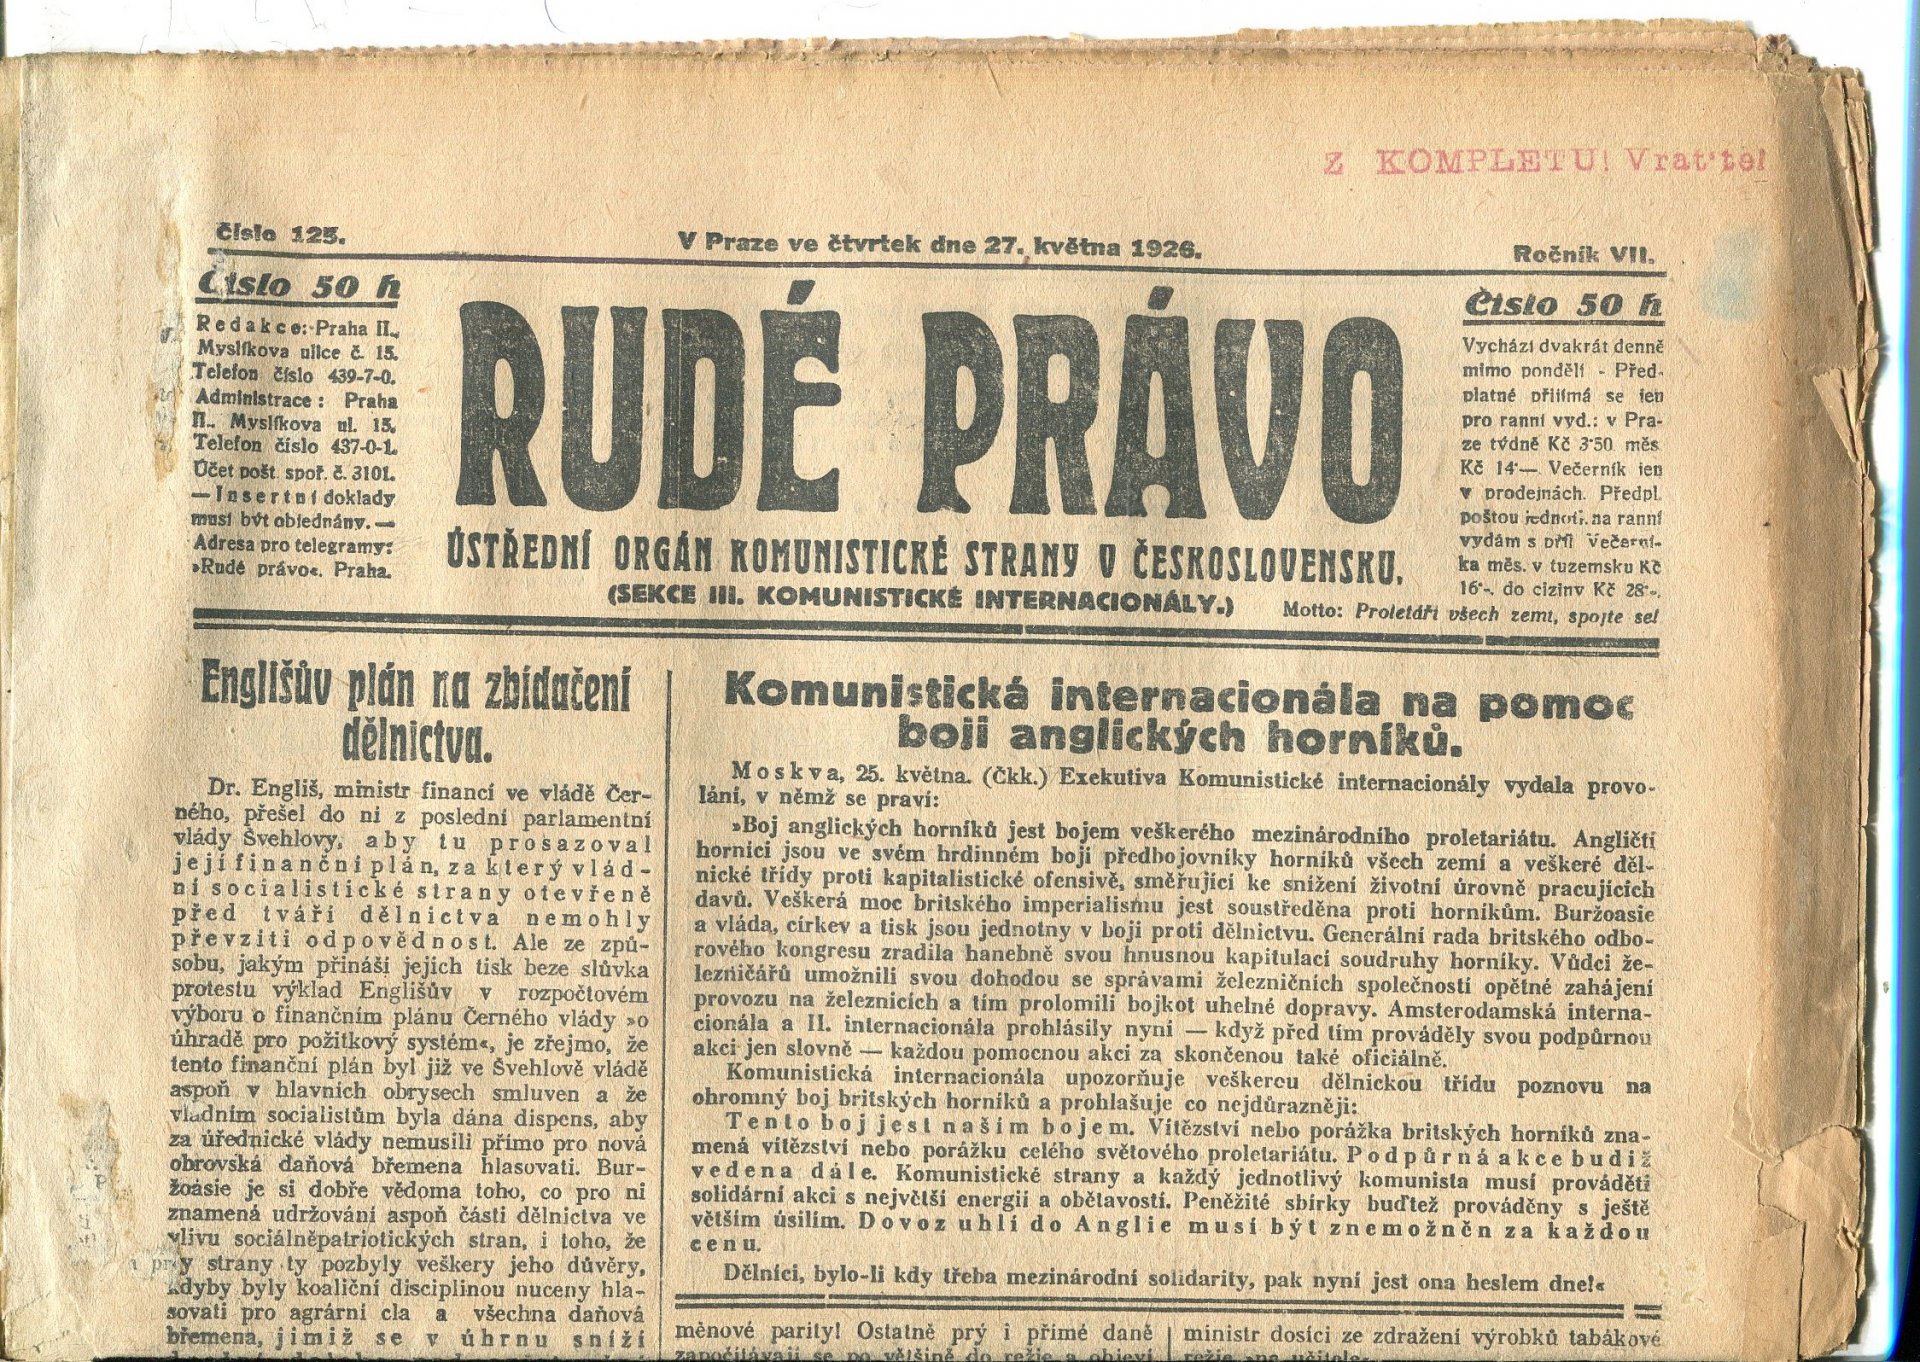 Z KOMPLETU! Vraťte!
Číslo 125.
V Praze ve čtvrtek dne 27. května 1926.
Ročník VII.
Číslo 50 h
Redakce: Praha II.,
Myslíkova ulice č. 15.
Telefon číslo 439-7-0.
Administrace: Praha
II., Myslíkova ul. 15.
Telefon číslo 437-0-1.
Účet pošt. spoř. č. 3101.
— Insertní doklady
musí být objednány. —
Adresa pro telegramy:
»Rudé právo«. Praha.
RUDÉ PRÁVO
ÚSTŘEDNÍ ORGÁN KOMUNISTICKÉ STRANY V ČESKOSLOVENSKU.
(SEKCE III. KOMUNISTICKÉ INTERNACIONÁLY.)
Číslo 50 h
Vychází dvakrát denně
mimo pondělí - Před-
platné přijímá se jen
pro ranní vyd.: v Pra-
ze týdně Kč 3·50 měs.
Kč 14·— Večerník jen
v prodejnách. Předpl.
poštou jednotl. na ranní
vydám s příl Večerní-
ka měs. v tuzemsku Kč
16·-, do ciziny Kč 28·-.
Motto: Proletáři všech zemí, spojte se!
Englišův plán na zbídačení
dělnictva.
Dr. Engliš, ministr financí ve vládě Čer-
ného, přešel do ní z poslední parlamentní
vlády Švehlovy, aby tu prosazoval
její finanční plán, za který vlád-
ní socialistické strany otevřeně
před tváří dělnictva nemohly
převzíti odpovědnost. Ale ze způ-
sobu, jakým přináší jejich tisk beze slůvka
protestu výklad Englišův v rozpočtovém
výboru o finančním plánu Černého vlády »o
úhradě pro požitkový systém«, je zřejmo, že
tento finanční plán byl již ve Švehlově vládě
aspoň v hlavních obrysech smluven a že
vládním socialistům byla dána dispens, aby
za úřednické vlády nemusili přímo pro nová
obrovská daňová břemena hlasovati. Bur-
žoasie je si dobře vědoma toho, co pro ni
znamená udržování aspoň části dělnictva ve
vlivu sociálněpatriotických stran, i toho, že
by strany ty pozbyly veškery jeho důvěry,
kdyby byly koaliční disciplinou nuceny hla-
sovati pro agrární cla a všechna daňová
břemena, jimiž se v úhrnu sníží
Komunistická internacionála na pomoc
boji anglických horníků.
Moskva, 25. května. (Čkk.) Exekutiva Komunistické internacionály vydala provo-
lání, v němž se praví:
»Boj anglických horníků jest bojem veškerého mezinárodního proletariátu. Angličtí
horníci jsou ve svém hrdinném boji předbojovníky horníků všech zemí a veškeré děl-
nické třídy proti kapitalistické ofensivě, směřující ke snížení životní úrovně pracujících
davů. Veškerá moc britského imperialismu jest soustředěna proti horníkům. Buržoasie
a vláda, církev a tisk jsou jednotny v boji proti dělnictvu. Generální rada britského odbo-
rového kongresu zradila hanebně svou hnusnou kapitulací soudruhy horníky. Vůdci že-
lezničářů umožnili svou dohodou se správami železničních společností opětné zahájení
provozu na železnicích a tím prolomili bojkot uhelné dopravy. Amsterodamská interna-
cionála a II. internacionála prohlásily nyní — když před tím prováděly svou podpůrnou
akci jen slovně — každou pomocnou akci za skončenou také oficiálně.
Komunistická internacionála upozorňuje veškerou dělnickou třídu poznovu na
ohromný boj britských horníků a prohlašuje co nejdůrazněji:
Tento boj jest naším bojem. Vítězství nebo porážka britských horníků zna-
mená vítězství nebo porážku celého světového proletariátu. Podpůrná akce budiž
vedena dále. Komunistické strany a každý jednotlivý komunista musí prováděti
solidární akci s největší energií a obětavostí. Peněžité sbírky buďtež prováděny s ještě
větším úsilím. Dovoz uhlí do Anglie musí být znemožněn za každou
cenu.
Dělníci, bylo-li kdy třeba mezinárodní solidarity, pak nyní jest ona heslem dne!«
měnové parity! Ostatně prý i přímé daně
započítávají se po většině do režie a objeví
ministr dosíci ze zdražení výrobků tabákové
režie »na učitele«